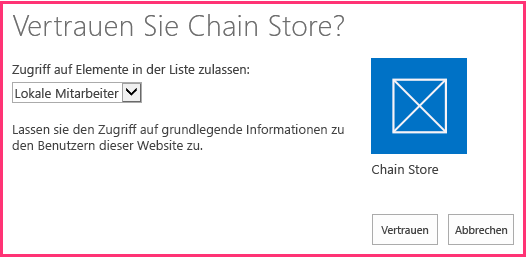 Vertrauen Sie Chain Store?
Zugriff auf Elemente in der Liste zulassen:
Lokale Mitarbeiter
Lassen sie den Zugriff auf grundlegende Informationen zu
den Benutzern dieser Website zu.
Chain Store
Vertrauen
Abbrechen